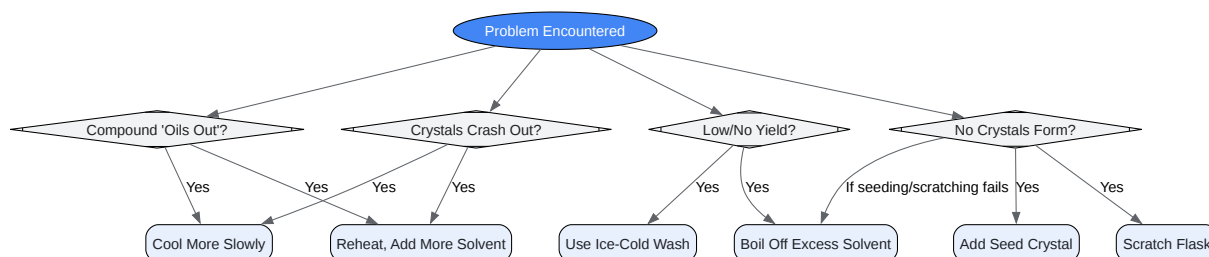 Problem Encountered
Compound 'Oils Out'?
Crystals Crash Out?
Low/No Yield?
No Crystals Form?
Yes
Yes
Yes
Yes
Yes
Yes
If seeding/scratching fails
Yes
Yes
Cool More Slowly
Reheat, Add More Solvent
Use Ice-Cold Wash
Boil Off Excess Solvent
Add Seed Crystal
Scratch Flask